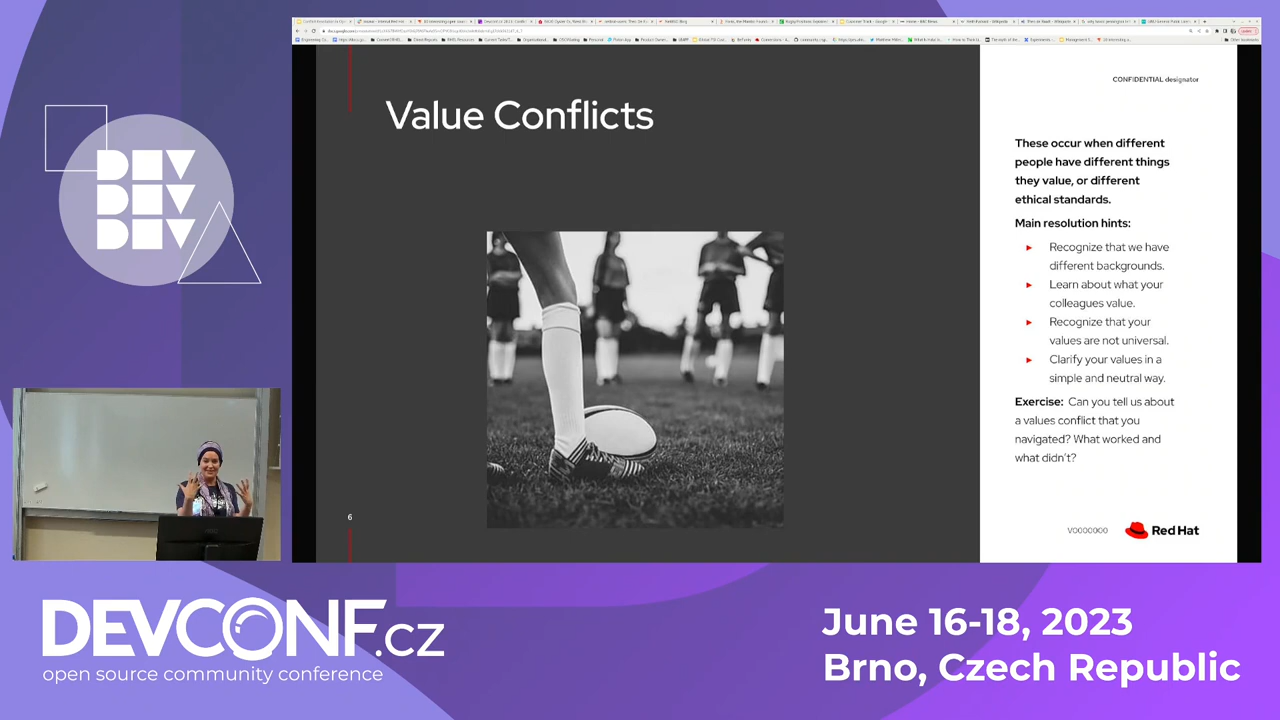 DEV
DEV
DEV
Value Conflicts
6
CONFIDENTIAL designator
These occur when different
people have different things
they value, or different
ethical standards.
Main resolution hints:
Recognize that we have
different backgrounds.
Learn about what your
colleagues value.
Recognize that your
values are not universal.
Clarify your values in a
simple and neutral way.
Exercise: Can you tell us about
a values conflict that you
navigated? What worked and
what didn't?
V0000000
Red Hat
DEVCONF.cz
open source community conference
June 16-18, 2023
Brno, Czech Republic